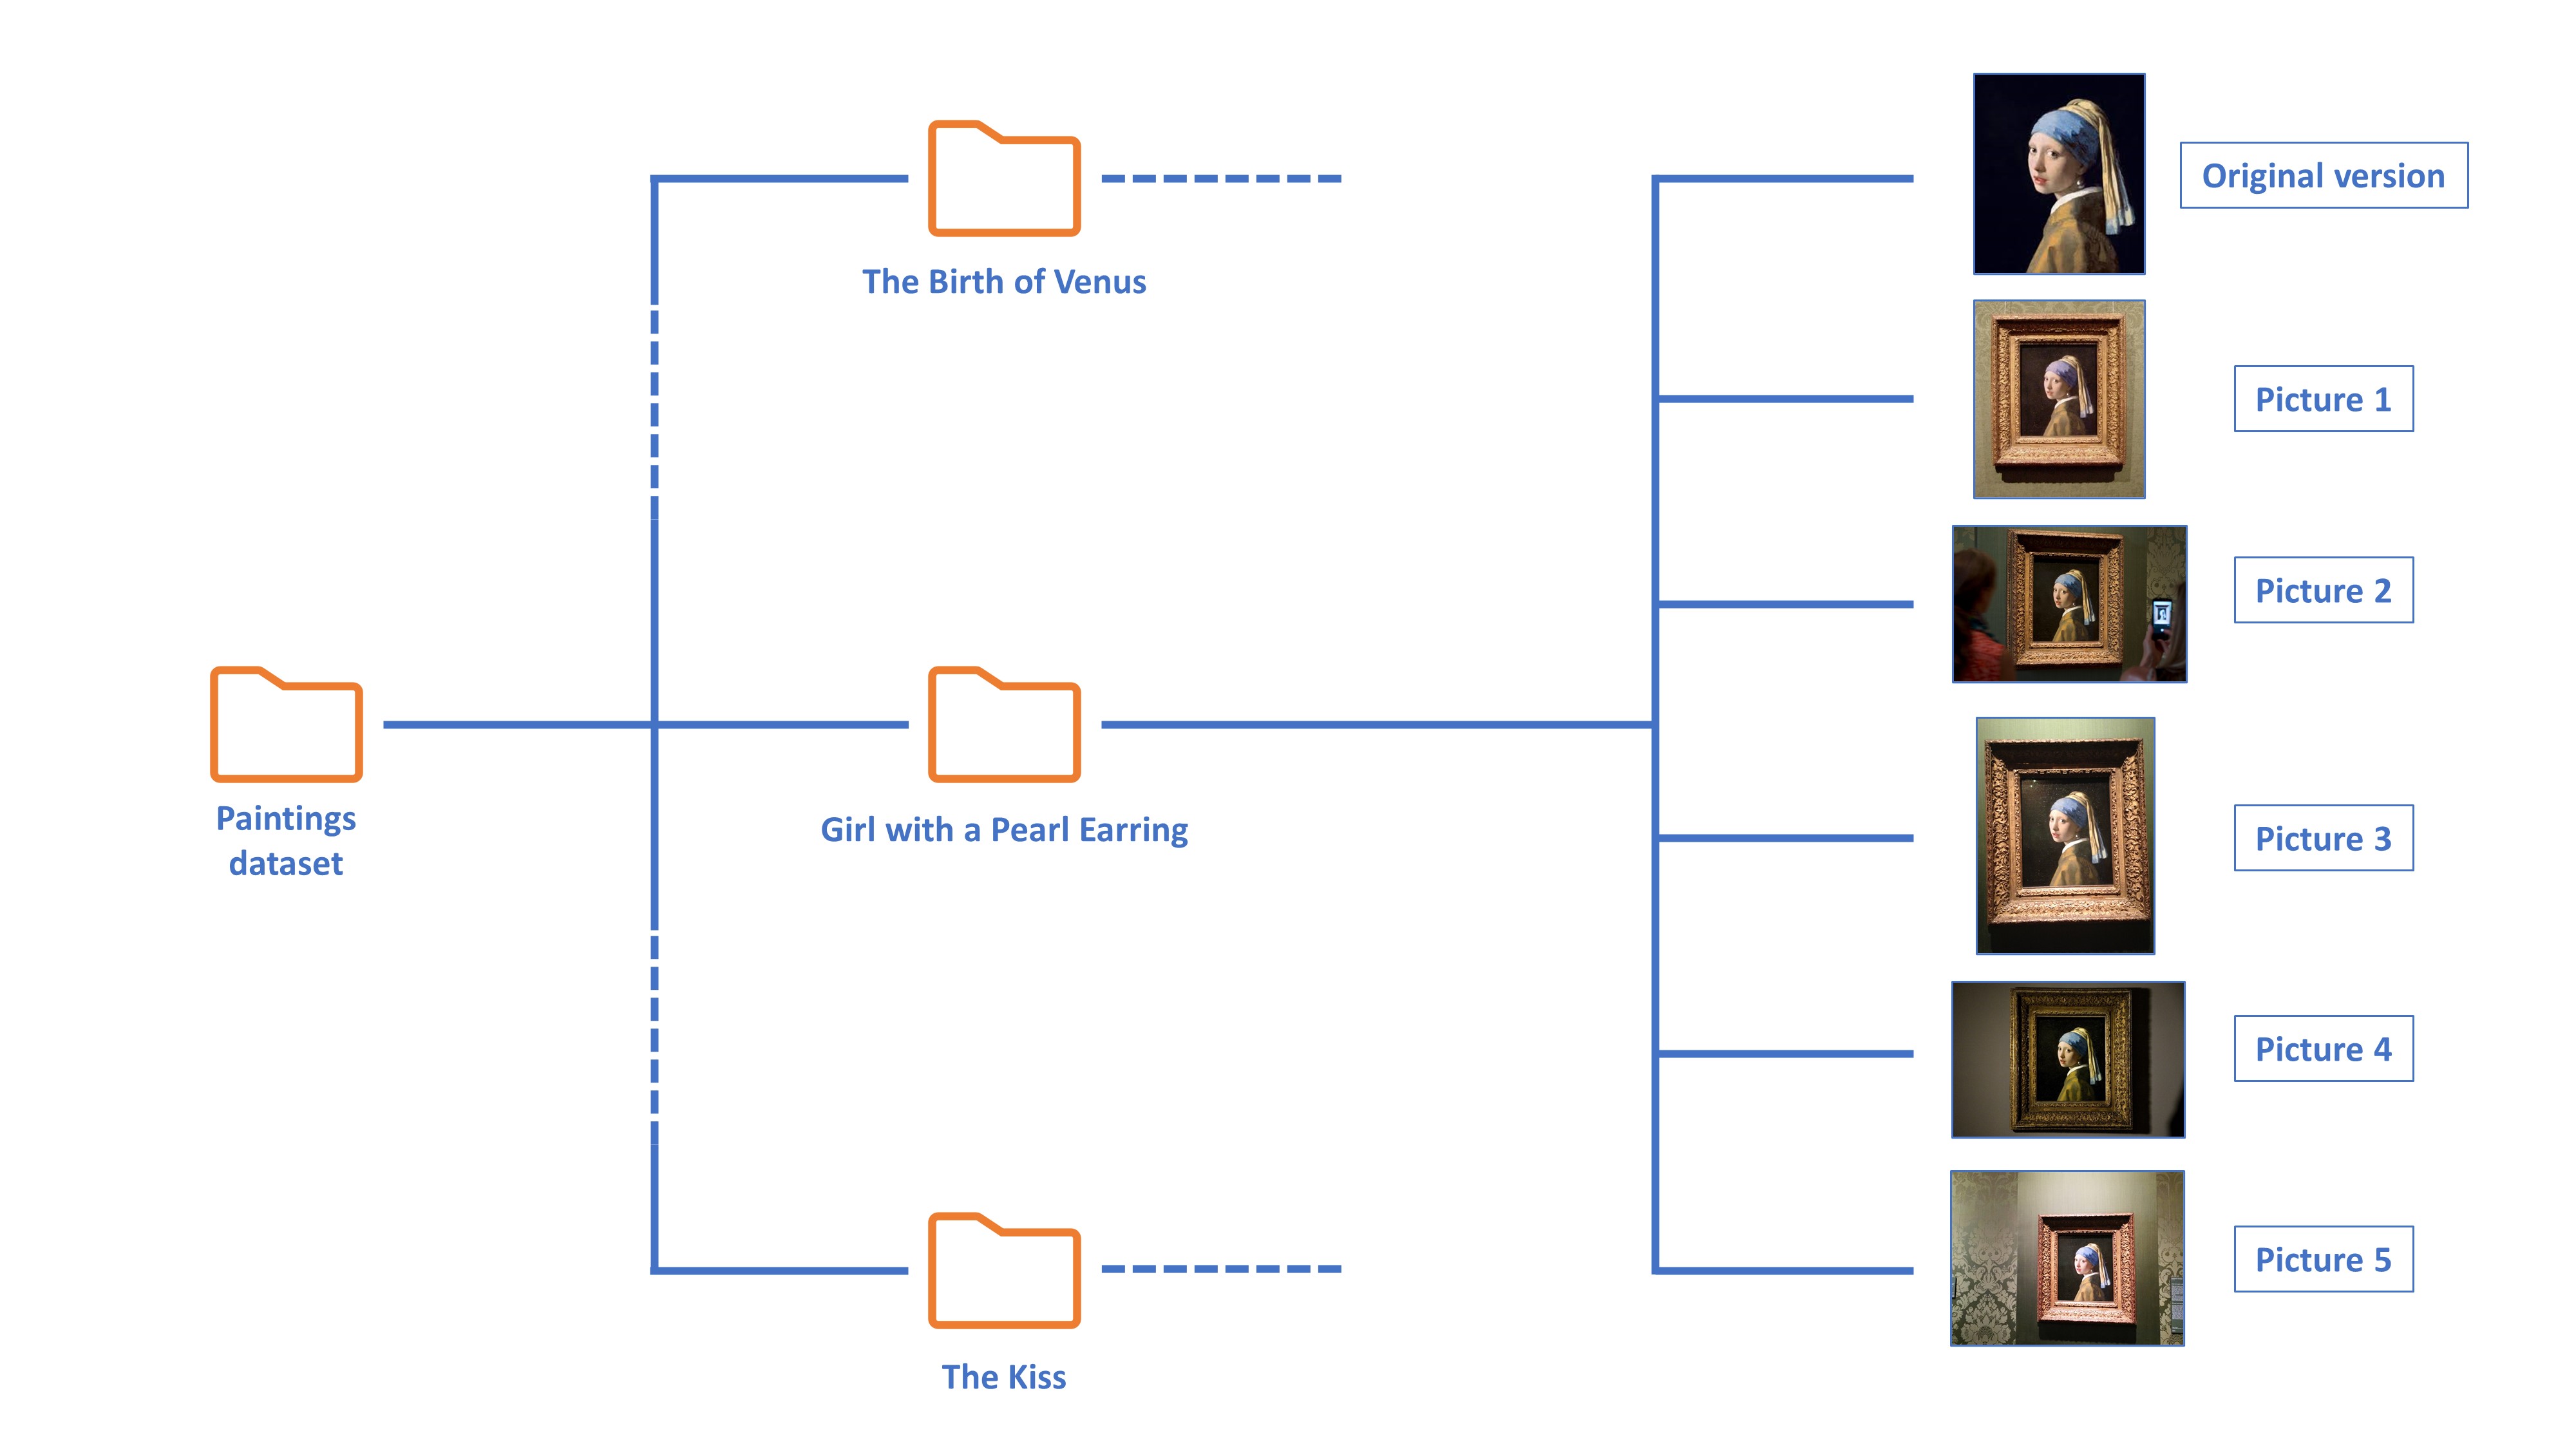 Paintings
dataset
The Birth of Venus
Girl with a Pearl Earring
The Kiss
Original version
Picture 1
Picture 2
Picture 3
Picture 4
Picture 5